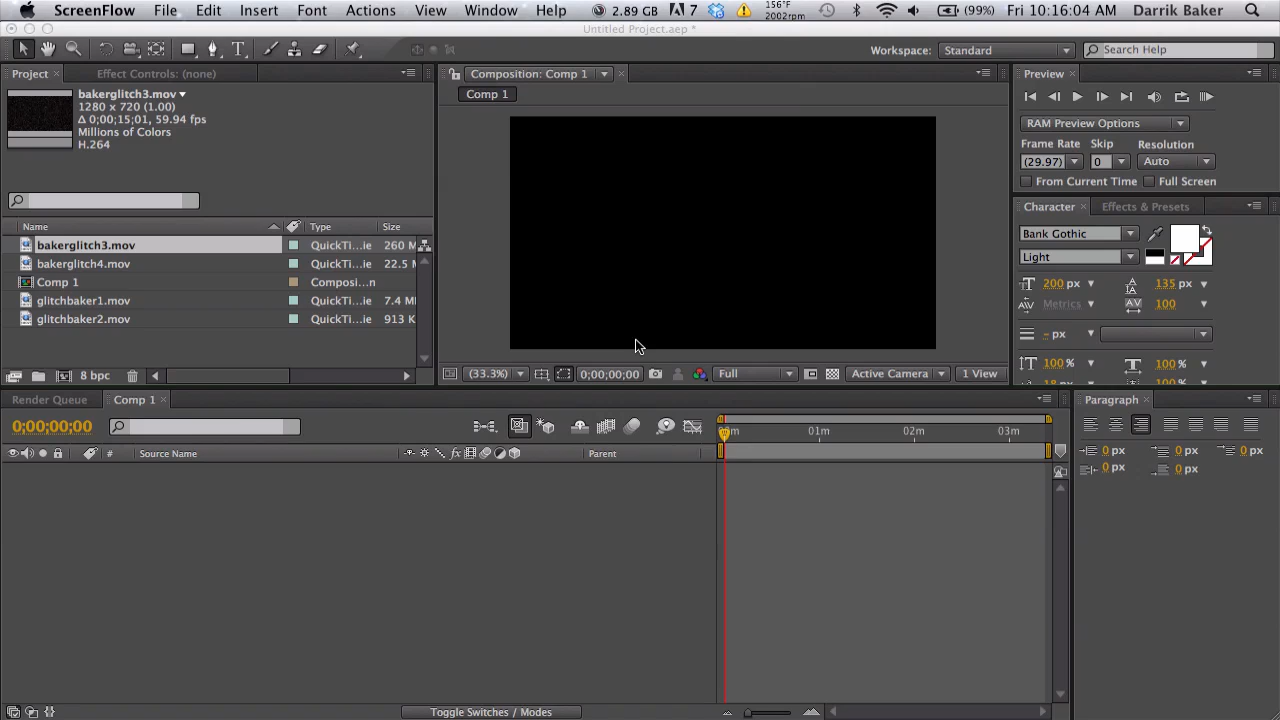 ScreenFlow File Edit Insert Font Actions View Window Help 2.89 GB 7 156°F 2002rpm (99%) Fri 10:16:04 AM Darrik Baker
Untitled Project.aep *
Workspace: Standard Search Help
Project Effect Controls: (none) Composition: Comp 1 Preview
bakerglitch3.mov
1280 x 720 (1.00)
Δ 0;00;15;01, 59.94 fps
Millions of Colors
H.264
Comp 1
RAM Preview Options
Frame Rate Skip Resolution
(29.97) 0 Auto
From Current Time Full Screen
Character Effects & Presets
Name Type Size
bakerglitch3.mov QuickTi...ie 260 M
bakerglitch4.mov QuickTi...ie 22.5 M
Comp 1 Composi...n
glitchbaker1.mov QuickTi...ie 7.4 M
glitchbaker2.mov QuickTi...ie 913 K
Bank Gothic
Light
200 px 135 px
Metrics 100
- px
100 % 100 %
8 bpc (33.3%) 0;00;00;00 Full Active Camera 1 View
Render Queue Comp 1 Paragraph
0;00;00;00
01m 02m 03m
# Source Name Parent
0 px 0 px 0 px
0 px 0 px
Toggle Switches / Modes